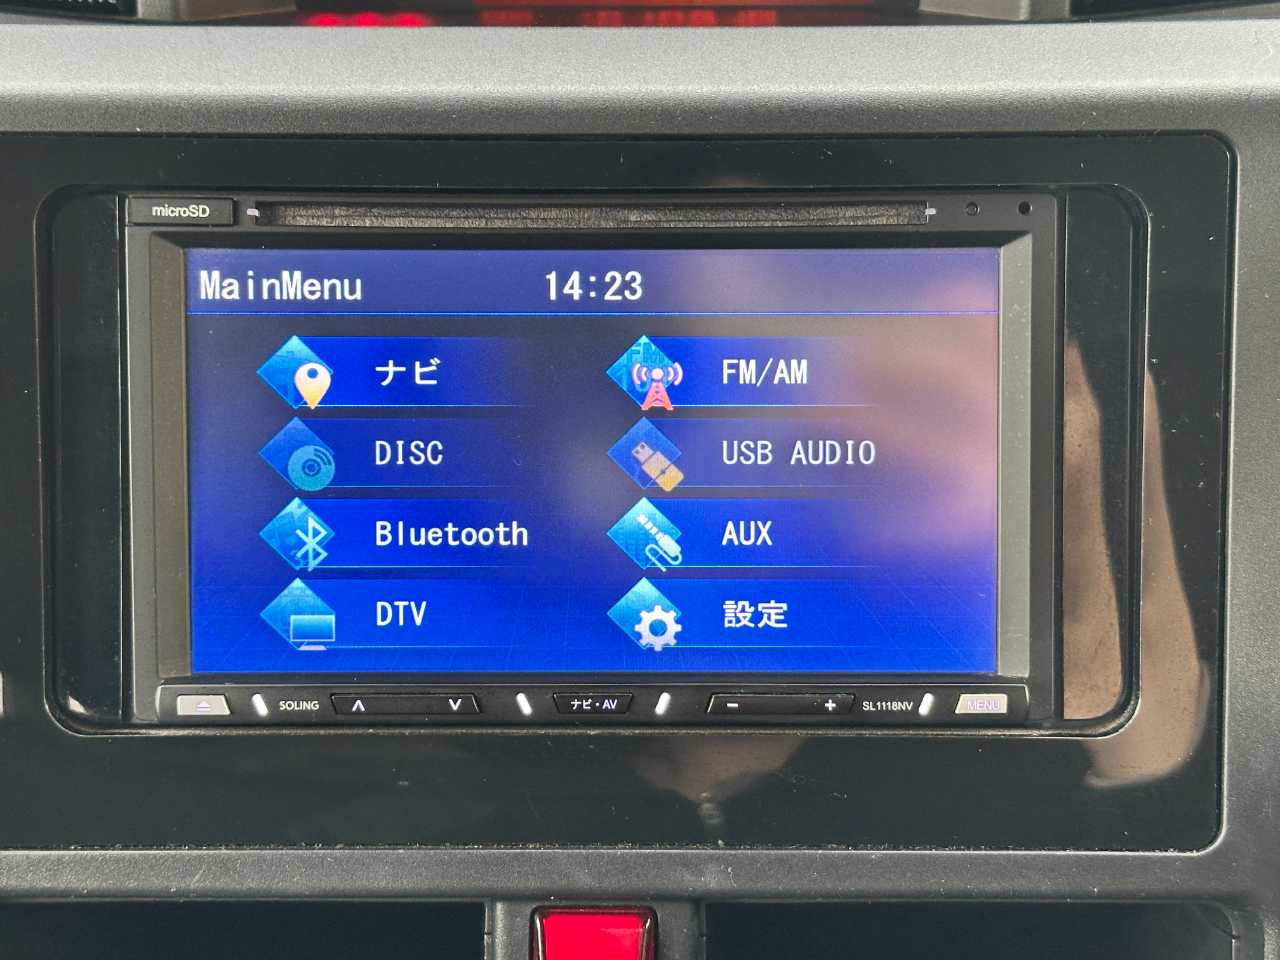 microSD
MainMenu 14:23
ナビ FM/AM
DISC USB AUDIO
Bluetooth AUX
DTV 設定
SOLING ナビ・AV SL1118NV MENU